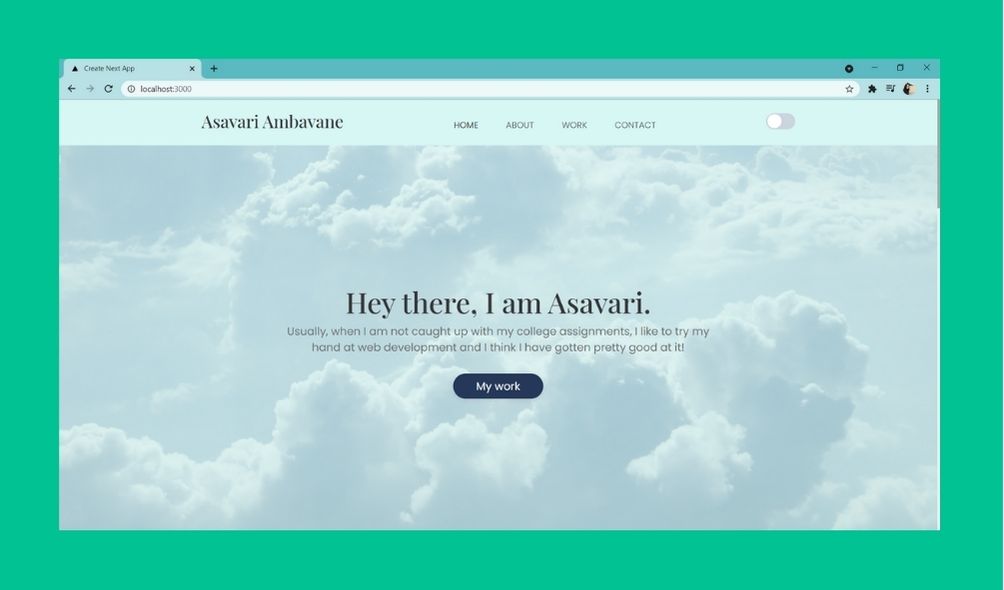 Create Next App
localhost:3000
Asavari Ambavane
HOME ABOUT WORK CONTACT
Hey there, I am Asavari.
Usually, when I am not caught up with my college assignments, I like to try my
hand at web development and I think I have gotten pretty good at it!
My work